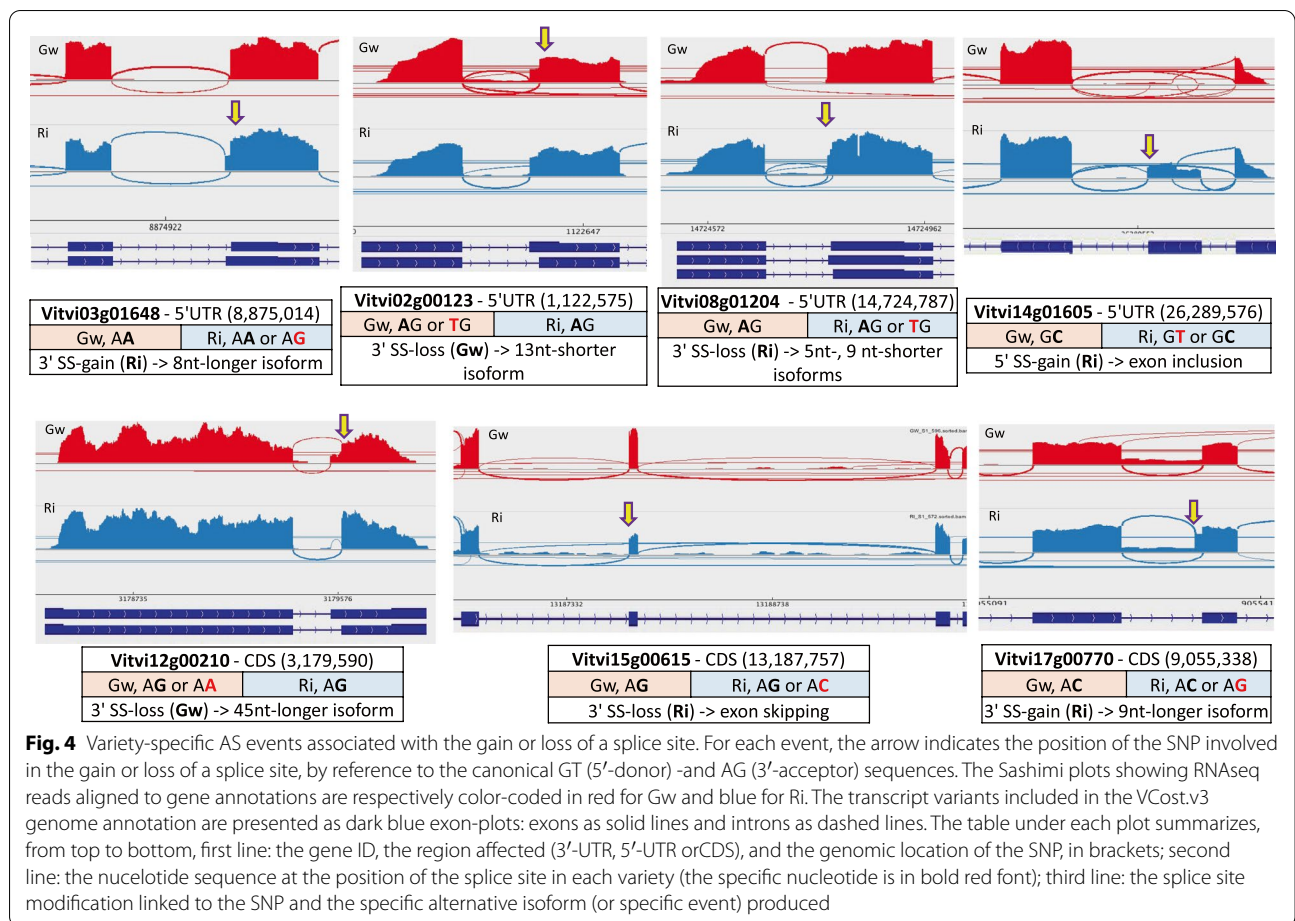 Gw
Ri
8874922
Vitvi03g01648 - 5'UTR (8,875,014)
Gw, AA
Ri, AA or AG
3' SS-gain (Ri) -> 8nt-longer isoform
Gw
Ri
1122647
Vitvi02g00123 - 5'UTR (1,122,575)
Gw, AG or TG
Ri, AG
3' SS-loss (Gw) -> 13nt-shorter
isoform
Gw
Ri
14724572
14724962
Vitvi08g01204 - 5'UTR (14,724,787)
Gw, AG
Ri, AG or TG
3' SS-loss (Ri) -> 5nt-, 9 nt-shorter
isoforms
Gw
Ri
Vitvi14g01605 - 5'UTR (26,289,576)
Gw, GC
Ri, GT or GC
5' SS-gain (Ri) -> exon inclusion
Gw
Ri
3178735
3179576
Vitvi12g00210 - CDS (3,179,590)
Gw, AG or AA
Ri, AG
3' SS-loss (Gw) -> 45nt-longer isoform
Gw
Ri
13187332
13188738
Vitvi15g00615 - CDS (13,187,757)
Gw, AG
Ri, AG or AC
3' SS-loss (Ri) -> exon skipping
Gw
Ri
055091
905541
Vitvi17g00770 - CDS (9,055,338)
Gw, AC
Ri, AC or AG
3' SS-gain (Ri) -> 9nt-longer isoform
Fig. 4 Variety-specific AS events associated with the gain or loss of a splice site. For each event, the arrow indicates the position of the SNP involved
in the gain or loss of a splice site, by reference to the canonical GT (5′-donor) -and AG (3′-acceptor) sequences. The Sashimi plots showing RNAseq
reads aligned to gene annotations are respectively color-coded in red for Gw and blue for Ri. The transcript variants included in the VCost.v3
genome annotation are presented as dark blue exon-plots: exons as solid lines and introns as dashed lines. The table under each plot summarizes,
from top to bottom, first line: the gene ID, the region affected (3′-UTR, 5′-UTR orCDS), and the genomic location of the SNP, in brackets; second
line: the nucelotide sequence at the position of the splice site in each variety (the specific nucleotide is in bold red font); third line: the splice site
modification linked to the SNP and the specific alternative isoform (or specific event) produced